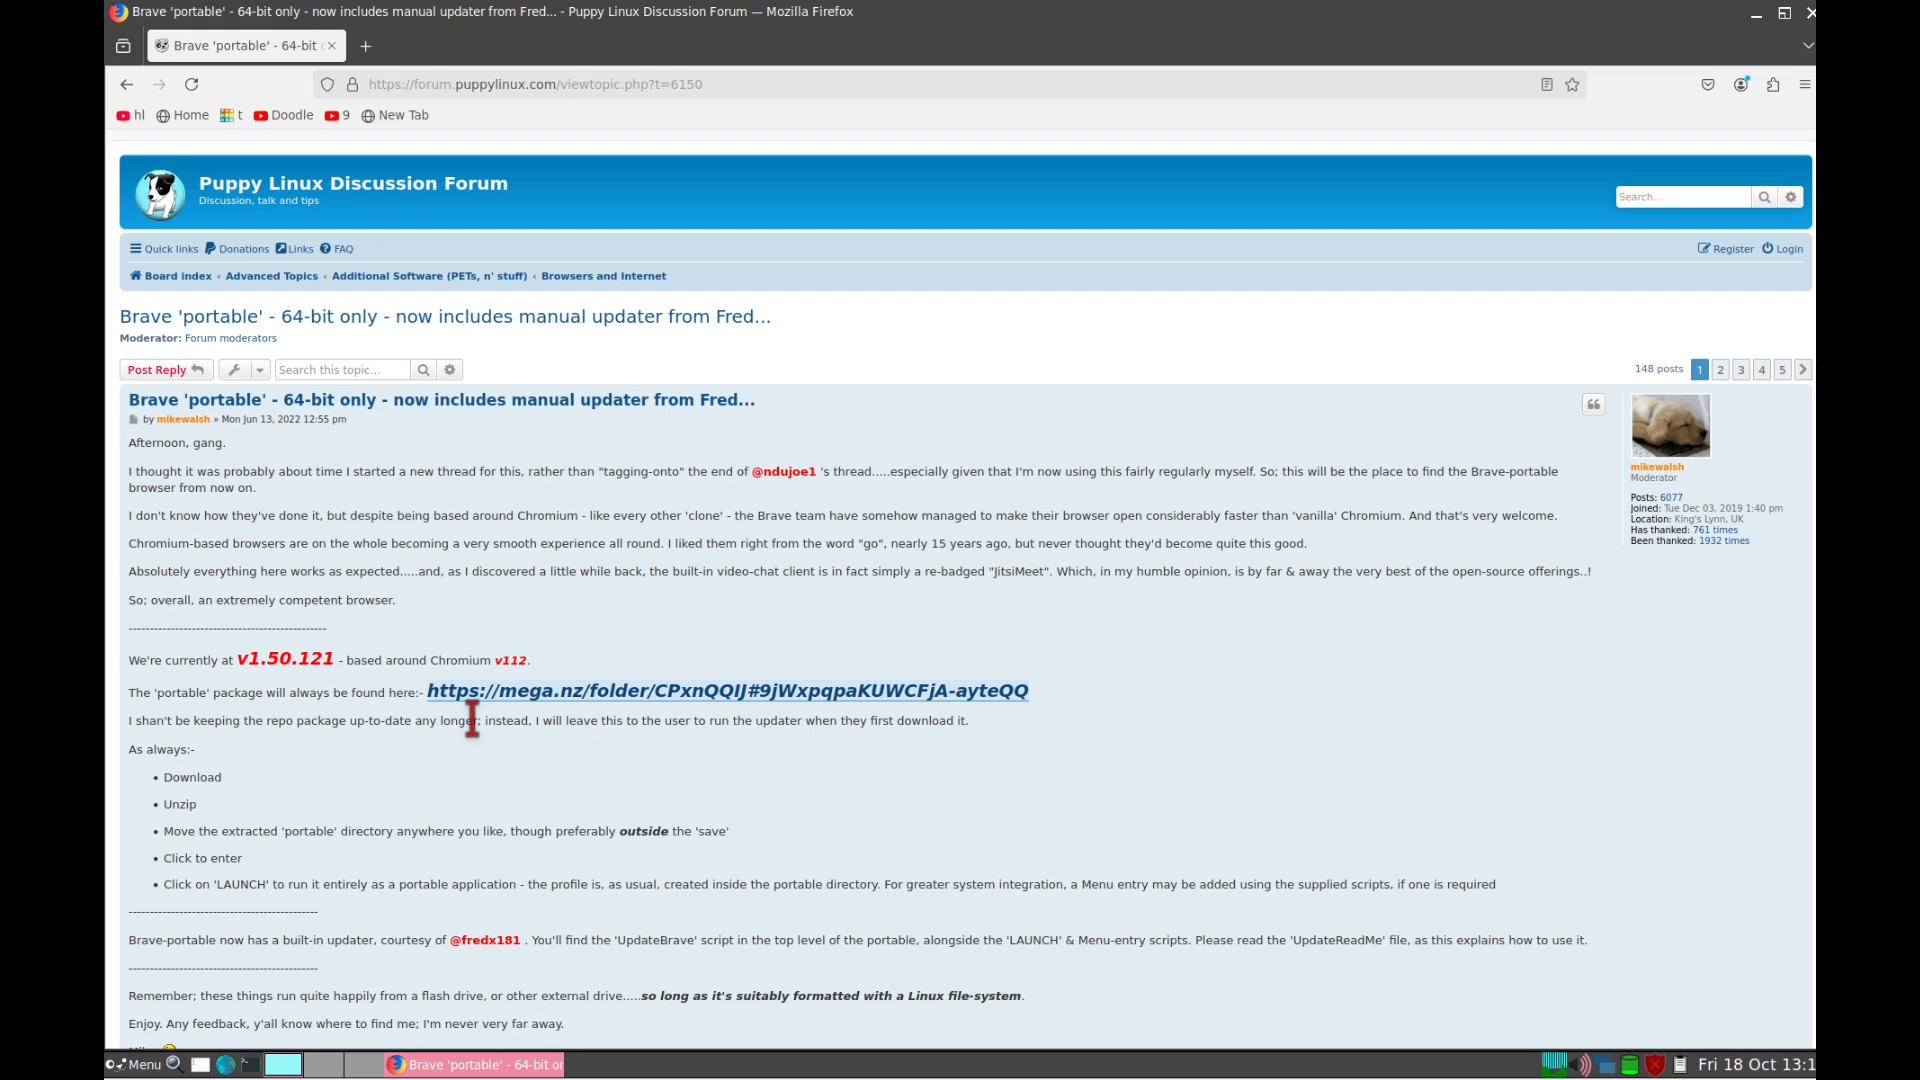 Brave 'portable' - 64-bit only - now includes manual updater from Fred... - Puppy Linux Discussion Forum — Mozilla Firefox
Brave 'portable' - 64-bit
https://forum.puppylinux.com/viewtopic.php?t=6150
hl Home t Doodle 9 New Tab
Puppy Linux Discussion Forum
Discussion, talk and tips
Search...
Quick links Donations Links FAQ
Register Login
Board index ‹ Advanced Topics ‹ Additional Software (PETs, n' stuff) ‹ Browsers and Internet
Brave 'portable' - 64-bit only - now includes manual updater from Fred...
Moderator: Forum moderators
Post Reply Search this topic... 148 posts 1 2 3 4 5
Brave 'portable' - 64-bit only - now includes manual updater from Fred...
by mikewalsh » Mon Jun 13, 2022 12:55 pm
Afternoon, gang.
I thought it was probably about time I started a new thread for this, rather than "tagging-onto" the end of @ndujoe1 's thread.....especially given that I'm now using this fairly regularly myself. So; this will be the place to find the Brave-portable
browser from now on.
I don't know how they've done it, but despite being based around Chromium - like every other 'clone' - the Brave team have somehow managed to make their browser open considerably faster than 'vanilla' Chromium. And that's very welcome.
Chromium-based browsers are on the whole becoming a very smooth experience all round. I liked them right from the word "go", nearly 15 years ago, but never thought they'd become quite this good.
Absolutely everything here works as expected.....and, as I discovered a little while back, the built-in video-chat client is in fact simply a re-badged "JitsiMeet". Which, in my humble opinion, is by far & away the very best of the open-source offerings..!
So; overall, an extremely competent browser.
-----------------------------------------------
We're currently at v1.50.121 - based around Chromium v112.
The 'portable' package will always be found here:- https://mega.nz/folder/CPxnQQIJ#9jWxpqpaKUWCFjA-ayteQQ
I shan't be keeping the repo package up-to-date any longer; instead, I will leave this to the user to run the updater when they first download it.
As always:-
• Download
• Unzip
• Move the extracted 'portable' directory anywhere you like, though preferably outside the 'save'
• Click to enter
• Click on 'LAUNCH' to run it entirely as a portable application - the profile is, as usual, created inside the portable directory. For greater system integration, a Menu entry may be added using the supplied scripts, if one is required
---------------------------------------------
Brave-portable now has a built-in updater, courtesy of @fredx181 . You'll find the 'UpdateBrave' script in the top level of the portable, alongside the 'LAUNCH' & Menu-entry scripts. Please read the 'UpdateReadMe' file, as this explains how to use it.
---------------------------------------------
Remember; these things run quite happily from a flash drive, or other external drive.....so long as it's suitably formatted with a Linux file-system.
Enjoy. Any feedback, y'all know where to find me; I'm never very far away.
mikewalsh
Moderator
Posts: 6077
Joined: Tue Dec 03, 2019 1:40 pm
Location: King's Lynn, UK
Has thanked: 761 times
Been thanked: 1932 times
Menu Brave 'portable' - 64-bit or Fri 18 Oct 13:1